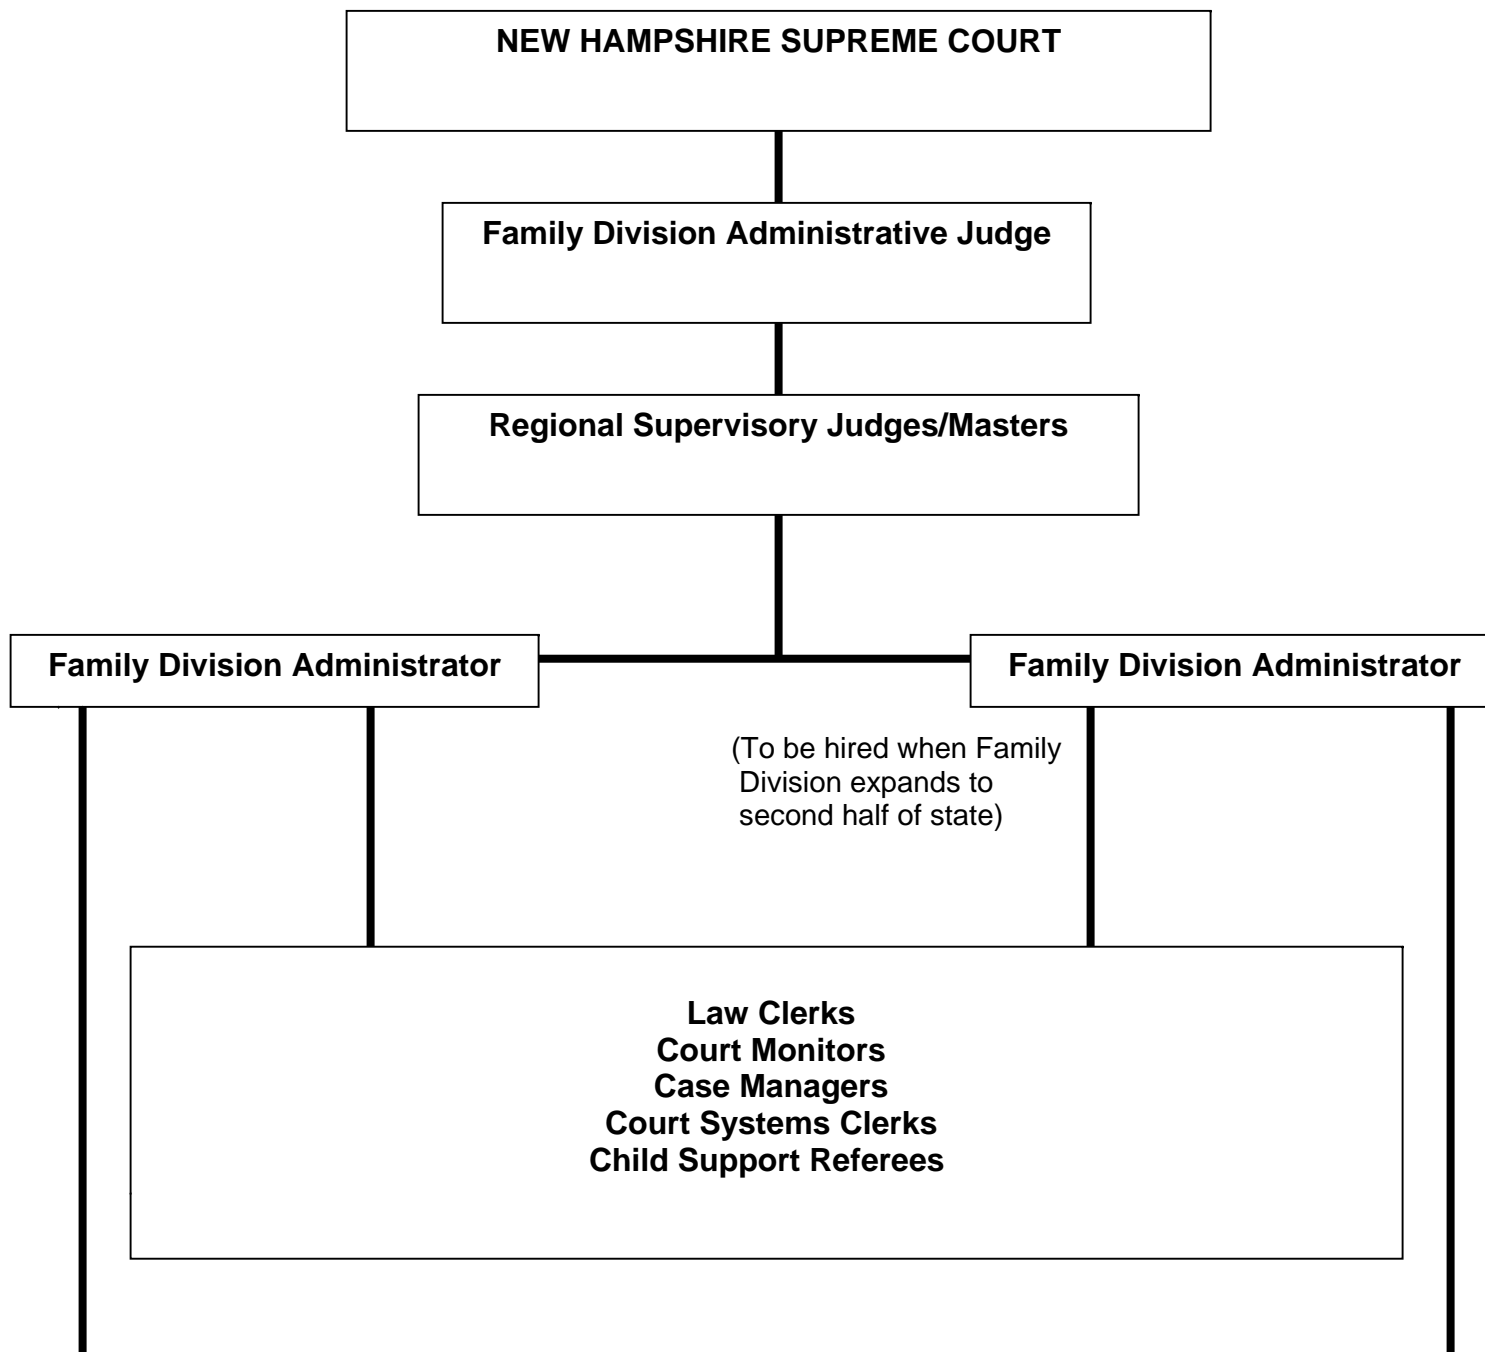 NEW HAMPSHIRE SUPREME COURT
Family Division Administrative Judge
Regional Supervisory Judges/Masters
Family Division Administrator
Family Division Administrator
(To be hired when Family
Division expands to
second half of state)
Law Clerks
Court Monitors
Case Managers
Court Systems Clerks
Child Support Referees